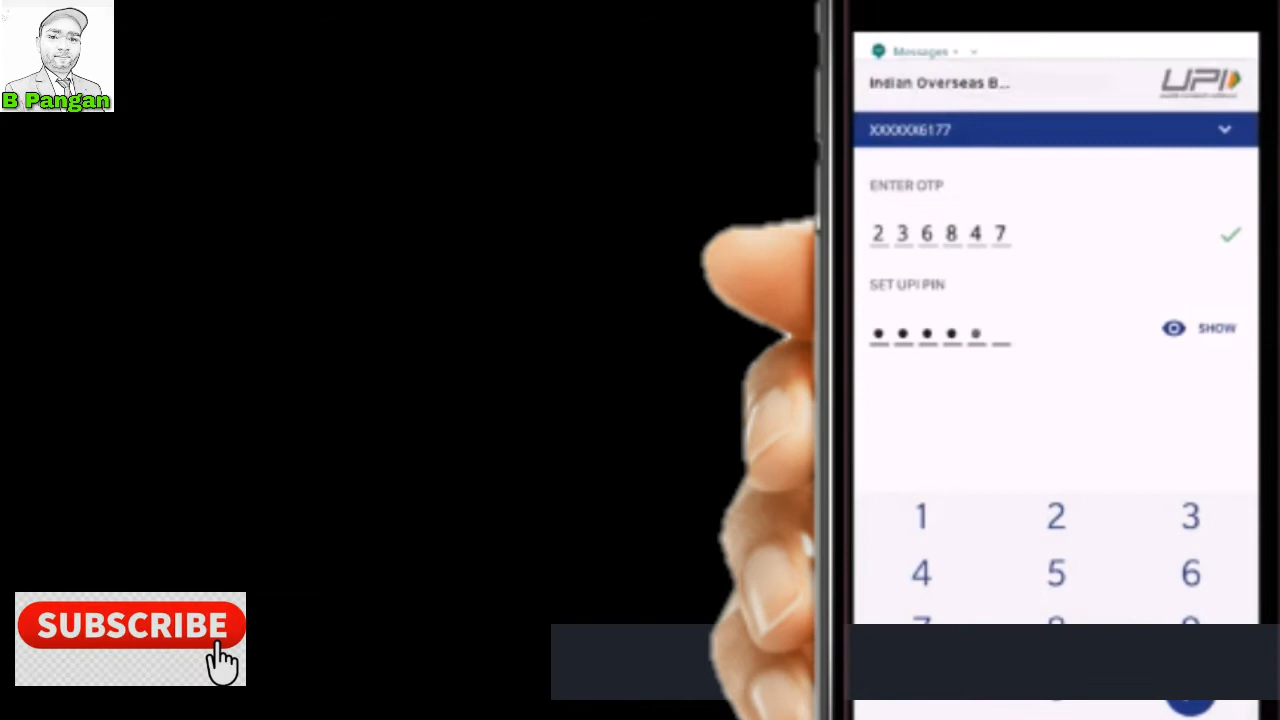 B Pangan
Messages
Indian Overseas B...
UPI
XXXXXX6177
ENTER OTP
2 3 6 8 4 7
SET UPI PIN
SHOW
1 2 3
4 5 6
SUBSCRIBE